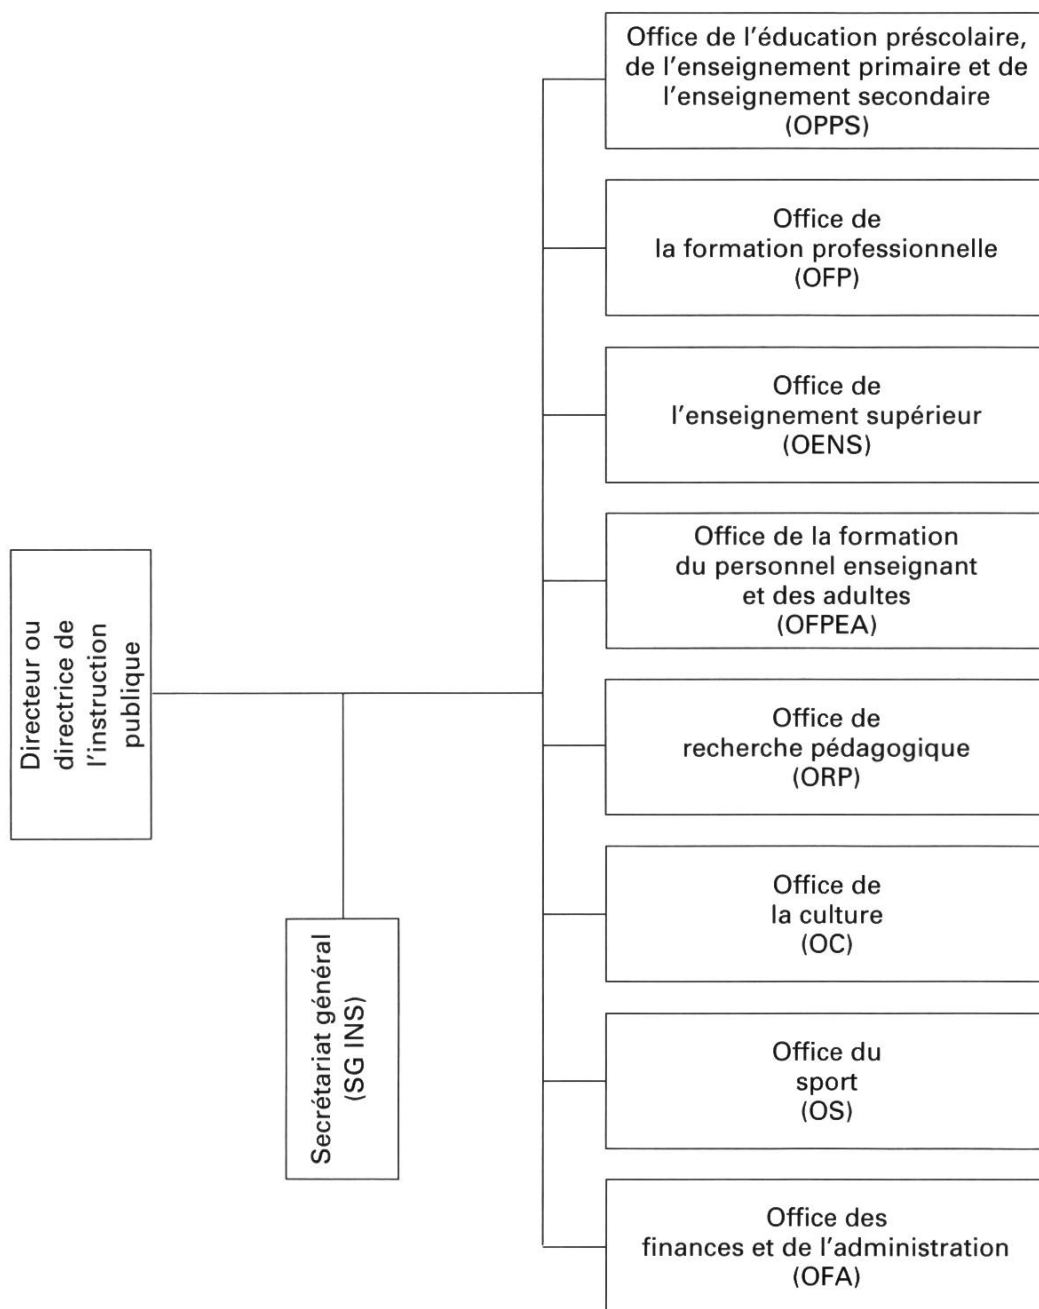 Office de l'éducation préscolaire,
de l'enseignement primaire et de
l'enseignement secondaire
(OPPS)
Office de
la formation professionnelle
(OFP)
Office de
l'enseignement supérieur
(OENS)
Office de la formation
du personnel enseignant
et des adultes
(OFPEA)
Office de
recherche pédagogique
(ORP)
Office de
la culture
(OC)
Office du
sport
(OS)
Office des
finances et de l'administration
(OFA)
Directeur ou
directrice de
l'instruction
publique
Secrétariat général
(SG INS)